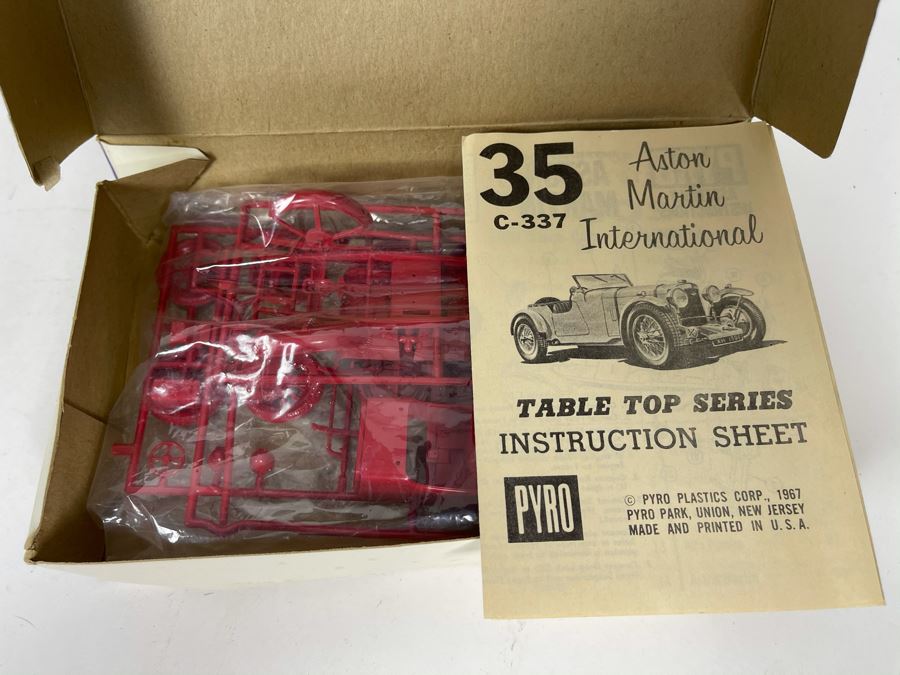 35
C-337
Aston
Martin
International
TABLE TOP SERIES
INSTRUCTION SHEET
PYRO
© PYRO PLASTICS CORP., 1967
PYRO PARK, UNION, NEW JERSEY
MADE AND PRINTED IN U.S.A.